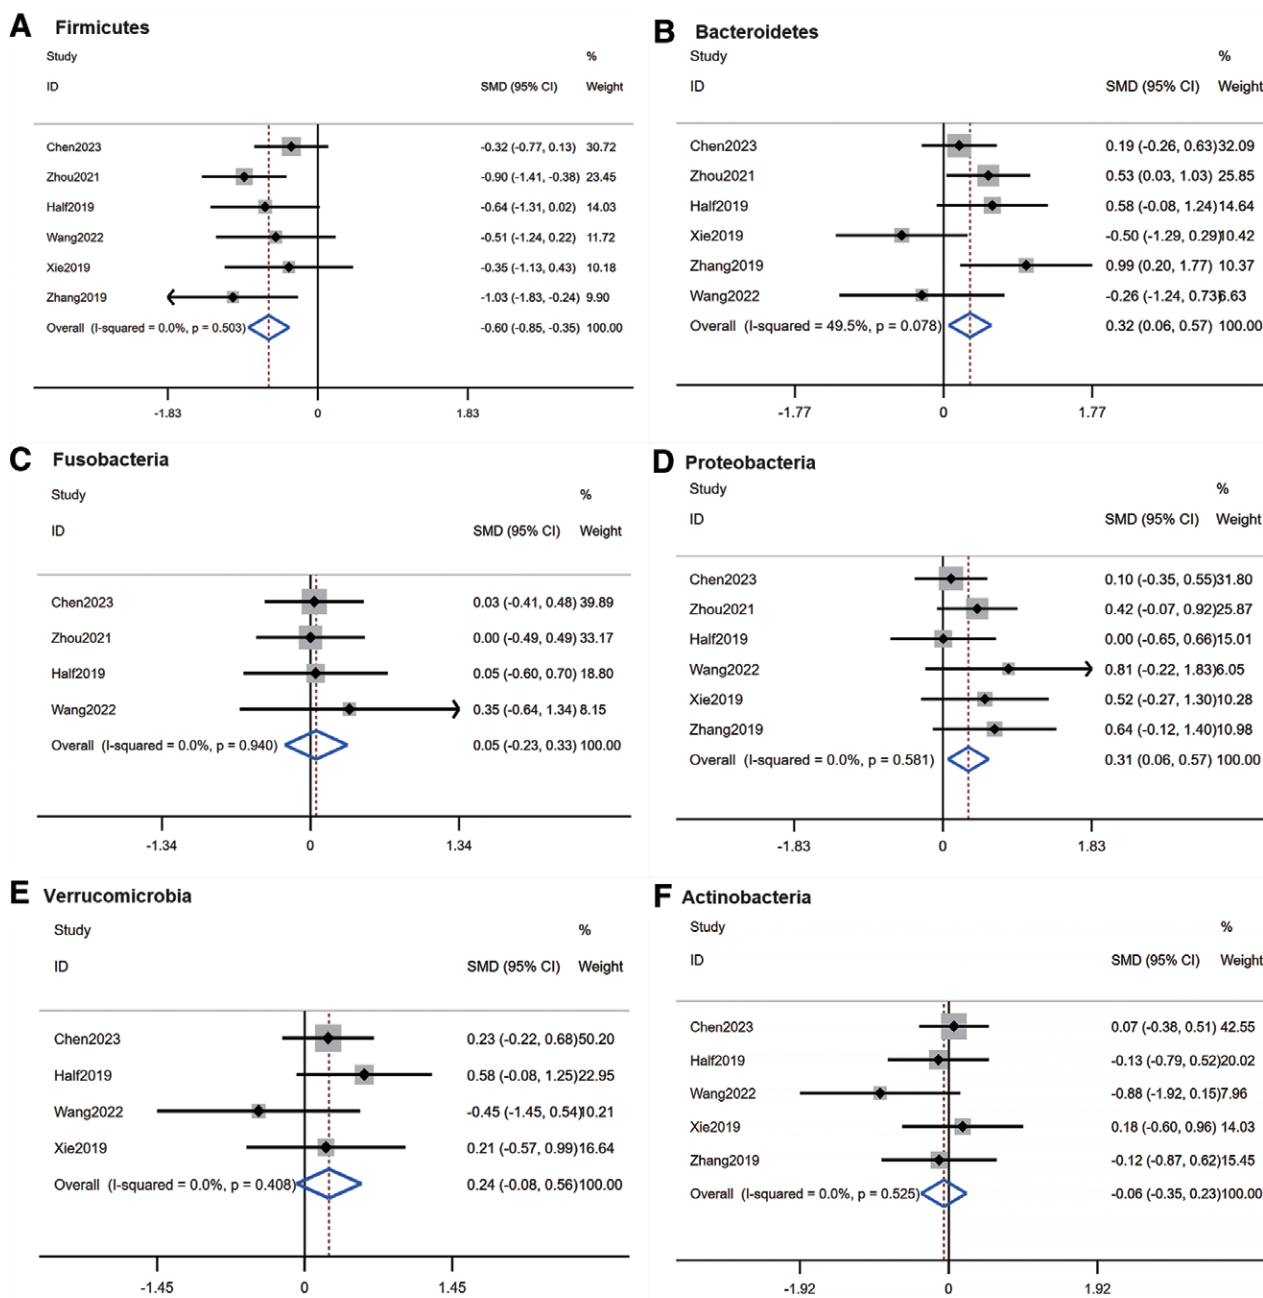 A Firmicutes
Study %
ID SMD (95% CI) Weight
Chen2023 -0.32 (-0.77, 0.13) 30.72
Zhou2021 -0.90 (-1.41, -0.38) 23.45
Half2019 -0.64 (-1.31, 0.02) 14.03
Wang2022 -0.51 (-1.24, 0.22) 11.72
Xie2019 -0.35 (-1.13, 0.43) 10.18
Zhang2019 -1.03 (-1.83, -0.24) 9.90
Overall (I-squared = 0.0%, p = 0.503) -0.60 (-0.85, -0.35) 100.00
-1.83 0 1.83
B Bacteroidetes
Study %
ID SMD (95% CI) Weight
Chen2023 0.19 (-0.26, 0.63) 32.09
Zhou2021 0.53 (0.03, 1.03) 25.85
Half2019 0.58 (-0.08, 1.24) 14.64
Xie2019 -0.50 (-1.29, 0.29) 10.42
Zhang2019 0.99 (0.20, 1.77) 10.37
Wang2022 -0.26 (-1.24, 0.73) 6.63
Overall (I-squared = 49.5%, p = 0.078) 0.32 (0.06, 0.57) 100.00
-1.77 0 1.77
C Fusobacteria
Study %
ID SMD (95% CI) Weight
Chen2023 0.03 (-0.41, 0.48) 39.89
Zhou2021 0.00 (-0.49, 0.49) 33.17
Half2019 0.05 (-0.60, 0.70) 18.80
Wang2022 0.35 (-0.64, 1.34) 8.15
Overall (I-squared = 0.0%, p = 0.940) 0.05 (-0.23, 0.33) 100.00
-1.34 0 1.34
D Proteobacteria
Study %
ID SMD (95% CI) Weight
Chen2023 0.10 (-0.35, 0.55) 31.80
Zhou2021 0.42 (-0.07, 0.92) 25.87
Half2019 0.00 (-0.65, 0.66) 15.01
Wang2022 0.81 (-0.22, 1.83) 6.05
Xie2019 0.52 (-0.27, 1.30) 10.28
Zhang2019 0.64 (-0.12, 1.40) 10.98
Overall (I-squared = 0.0%, p = 0.581) 0.31 (0.06, 0.57) 100.00
-1.83 0 1.83
E Verrucomicrobia
Study %
ID SMD (95% CI) Weight
Chen2023 0.23 (-0.22, 0.68) 50.20
Half2019 0.58 (-0.08, 1.25) 22.95
Wang2022 -0.45 (-1.45, 0.54) 10.21
Xie2019 0.21 (-0.57, 0.99) 16.64
Overall (I-squared = 0.0%, p = 0.408) 0.24 (-0.08, 0.56) 100.00
-1.45 0 1.45
F Actinobacteria
Study %
ID SMD (95% CI) Weight
Chen2023 0.07 (-0.38, 0.51) 42.55
Half2019 -0.13 (-0.79, 0.52) 20.02
Wang2022 -0.88 (-1.92, 0.15) 7.96
Xie2019 0.18 (-0.60, 0.96) 14.03
Zhang2019 -0.12 (-0.87, 0.62) 15.45
Overall (I-squared = 0.0%, p = 0.525) -0.06 (-0.35, 0.23) 100.00
-1.92 0 1.92